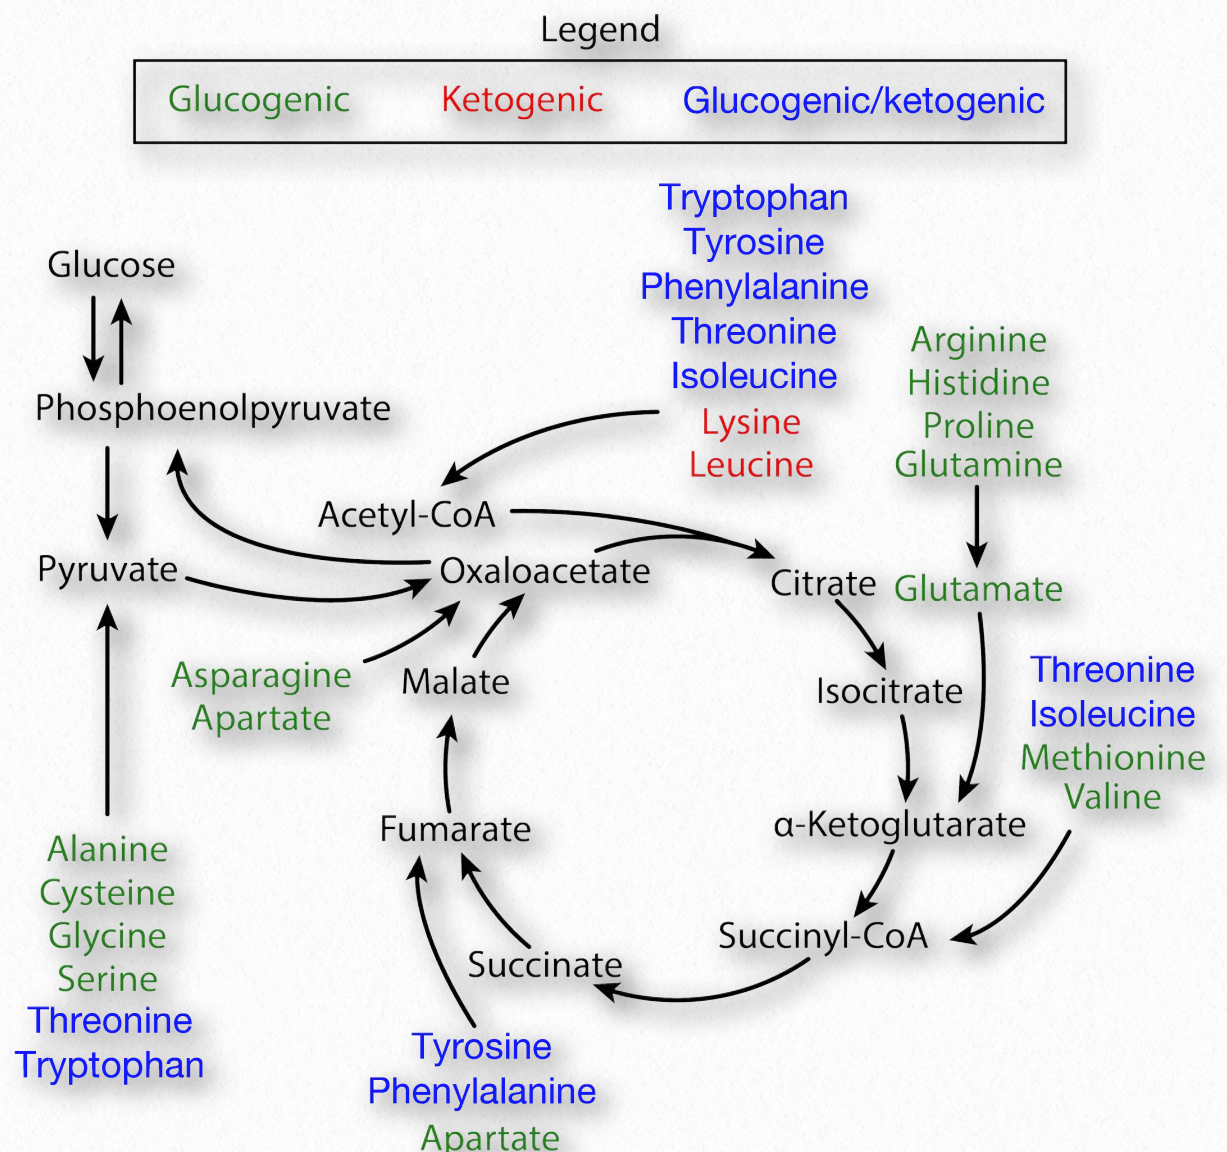 Legend
Glucogenic Ketogenic Glucogenic/ketogenic
Tryptophan
Tyrosine
Phenylalanine
Threonine
Isoleucine
Lysine
Leucine
Arginine
Histidine
Proline
Glutamine
Glucose
Phosphoenolpyruvate
Acetyl-CoA
Pyruvate
Oxaloacetate
Citrate
Glutamate
Asparagine
Apartate
Malate
Isocitrate
Threonine
Isoleucine
Methionine
Valine
Fumarate
α-Ketoglutarate
Alanine
Cysteine
Glycine
Serine
Threonine
Tryptophan
Succinate
Succinyl-CoA
Tyrosine
Phenylalanine
Apartate